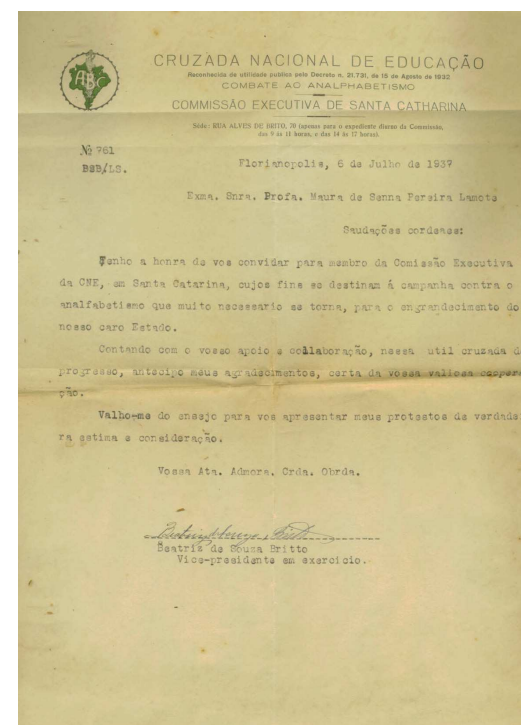 ABC
CRUZADA NACIONAL DE EDUCAÇÃO
Reconhecida de utilidade publica pelo Decreto n. 21.731, de 15 de Agosto de 1932
COMBATE AO ANALPHABETISMO
COMMISSÃO EXECUTIVA DE SANTA CATHARINA
Séde: RUA ALVES DE BRITO, 20 (apenas para o expediente diurno da Commissão,
das 9 ás 11 horas, e das 14 ás 17 horas).
Nº 761
BSB/LS.
Florianopolis, 6 de Julho de 1937
Exma. Snra. Profa. Maura de Senna Pereira Lamote
Saudações cordeaes:
Tenho a honra de vos convidar para membro da Comissão Executiva
da CNE, em Santa Catarina, cujos fins se destinam á campanha contra o
analfabetismo que muito necessario se torna, para o engrandecimento do
nosso caro Estado.
Contando com o vosso apoio e collaboração, nessa util cruzada d
progresso, antecipo meus agradecimentos, certa da vossa valiosa coopera
ção.
Valho-me do ensejo para vos apresentar meus protestos de verdade
ra estima e consideração.
Vossa Ata. Admora. Crda. Obrda.
Beatriz de Souza Britto
Beatriz de Souza Britto
Vice-presidente em exercicio.